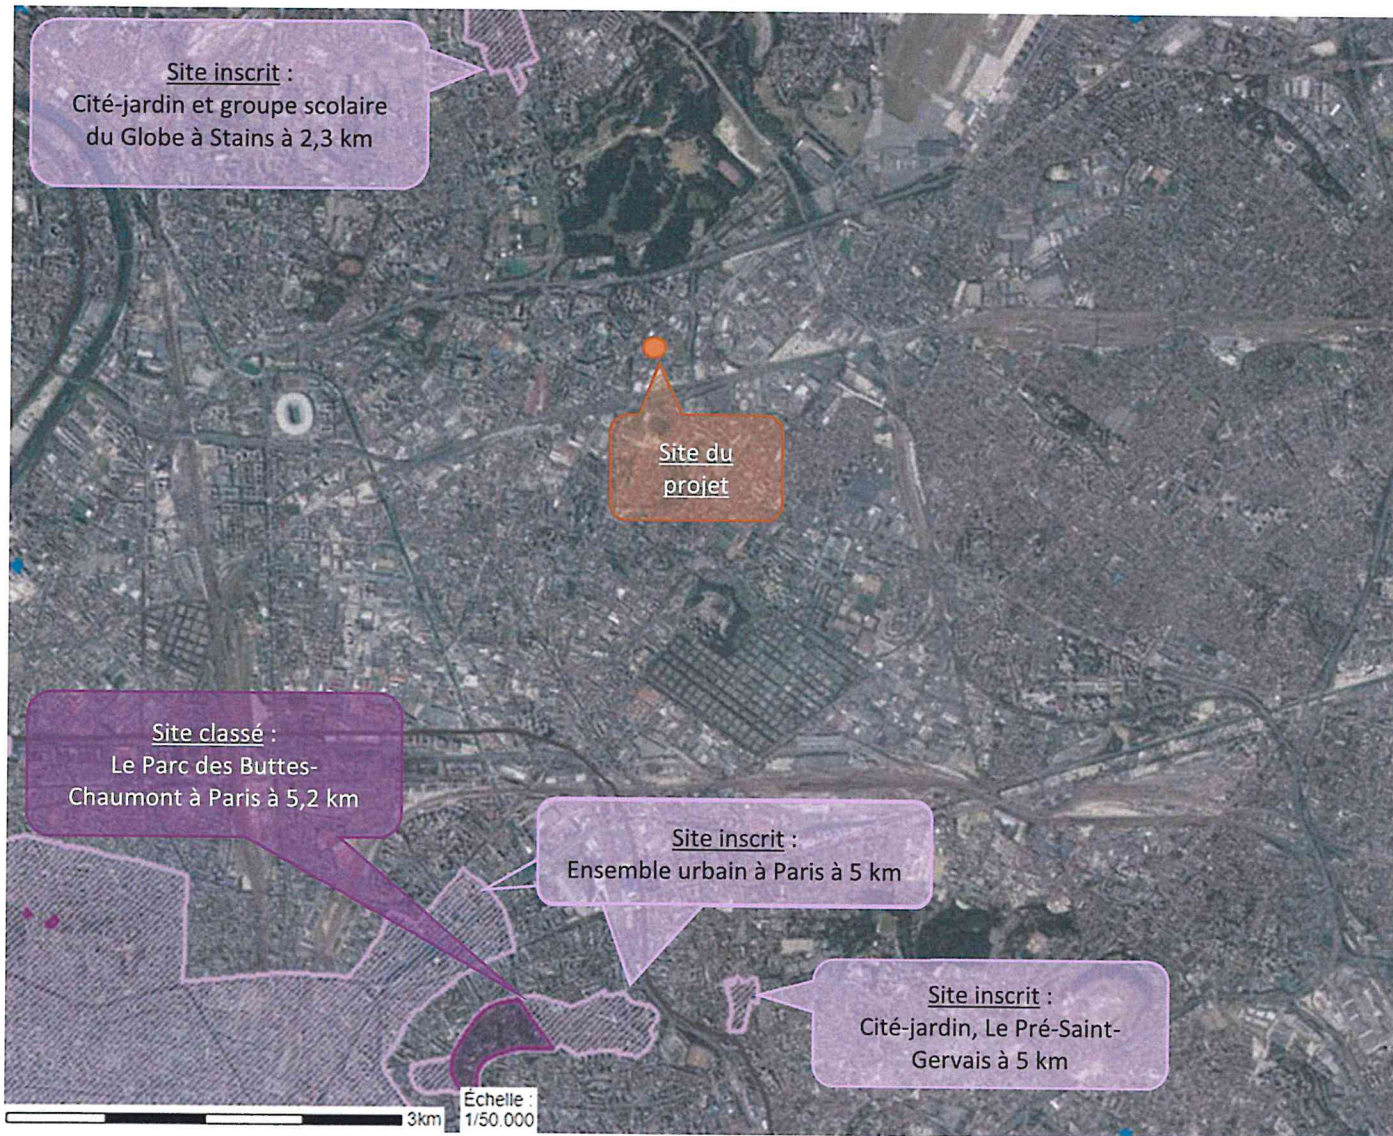 Site inscrit :
Cité-jardin et groupe scolaire
du Globe à Stains à 2,3 km
Site du
projet
Site classé :
Le Parc des Buttes-
Chaumont à Paris à 5,2 km
Site inscrit :
Ensemble urbain à Paris à 5 km
Site inscrit :
Cité-jardin, Le Pré-Saint-
Gervais à 5 km
3km
Échelle :
1/50.000